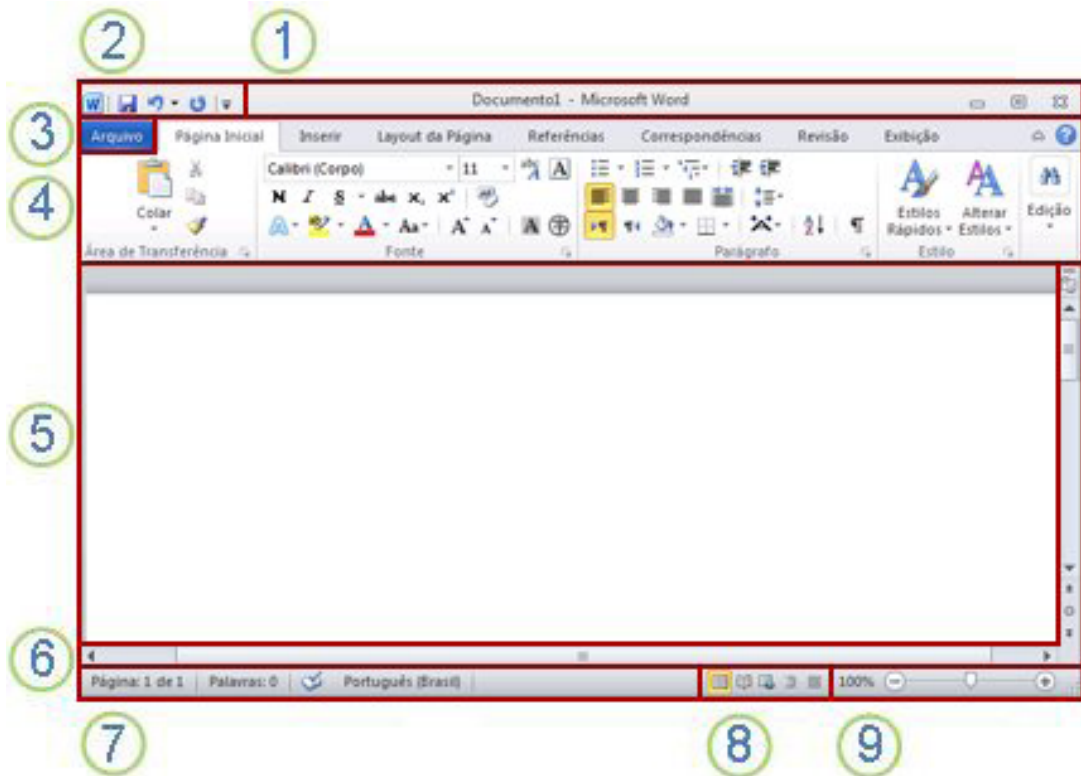 2 1
W Documento1 - Microsoft Word
3
Arquivo Página Inicial Inserir Layout da Página Referências Correspondências Revisão Exibição
4
Calibri (Corpo) 11
N I S abc x, x²
Aa A A A
Colar
Estilos Rápidos
Alterar Estilos
Edição
Área de Transferência Fonte Parágrafo Estilo
5
6
Página: 1 de 1 Palavras: 0 Português (Brasil) 100%
7 8 9